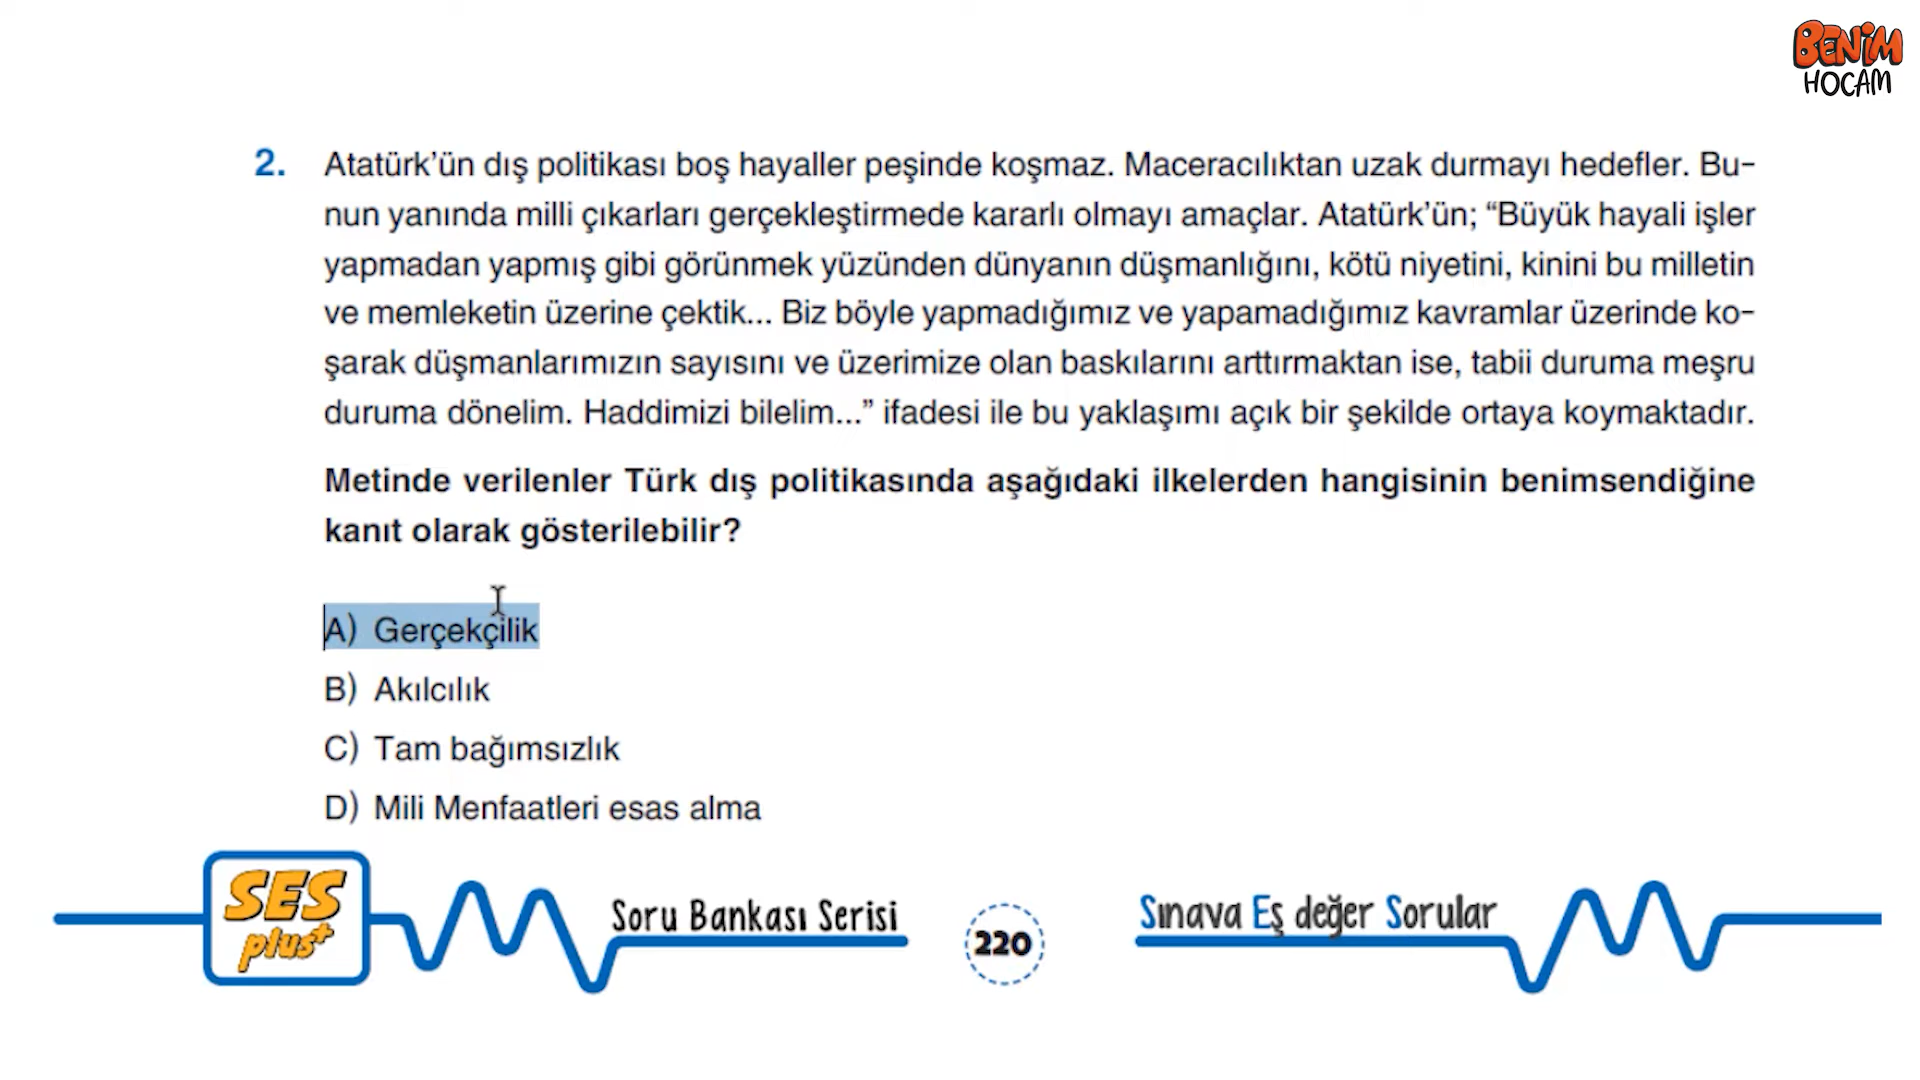 BENİM
HOCAM
2. Atatürk'ün dış politikası boş hayaller peşinde koşmaz. Maceracılıktan uzak durmayı hedefler. Bu-
nun yanında milli çıkarları gerçekleştirmede kararlı olmayı amaçlar. Atatürk'ün; “Büyük hayali işler
yapmadan yapmış gibi görünmek yüzünden dünyanın düşmanlığını, kötü niyetini, kinini bu milletin
ve memleketin üzerine çektik... Biz böyle yapmadığımız ve yapamadığımız kavramlar üzerinde ko-
şarak düşmanlarımızın sayısını ve üzerimize olan baskılarını arttırmaktan ise, tabii duruma meşru
duruma dönelim. Haddimizi bilelim...” ifadesi ile bu yaklaşımı açık bir şekilde ortaya koymaktadır.
Metinde verilenler Türk dış politikasında aşağıdaki ilkelerden hangisinin benimsendiğine
kanıt olarak gösterilebilir?
A) Gerçekçilik
B) Akılcılık
C) Tam bağımsızlık
D) Mili Menfaatleri esas alma
SES
plus+
Soru Bankası Serisi
220
Sınava Eş değer Sorular